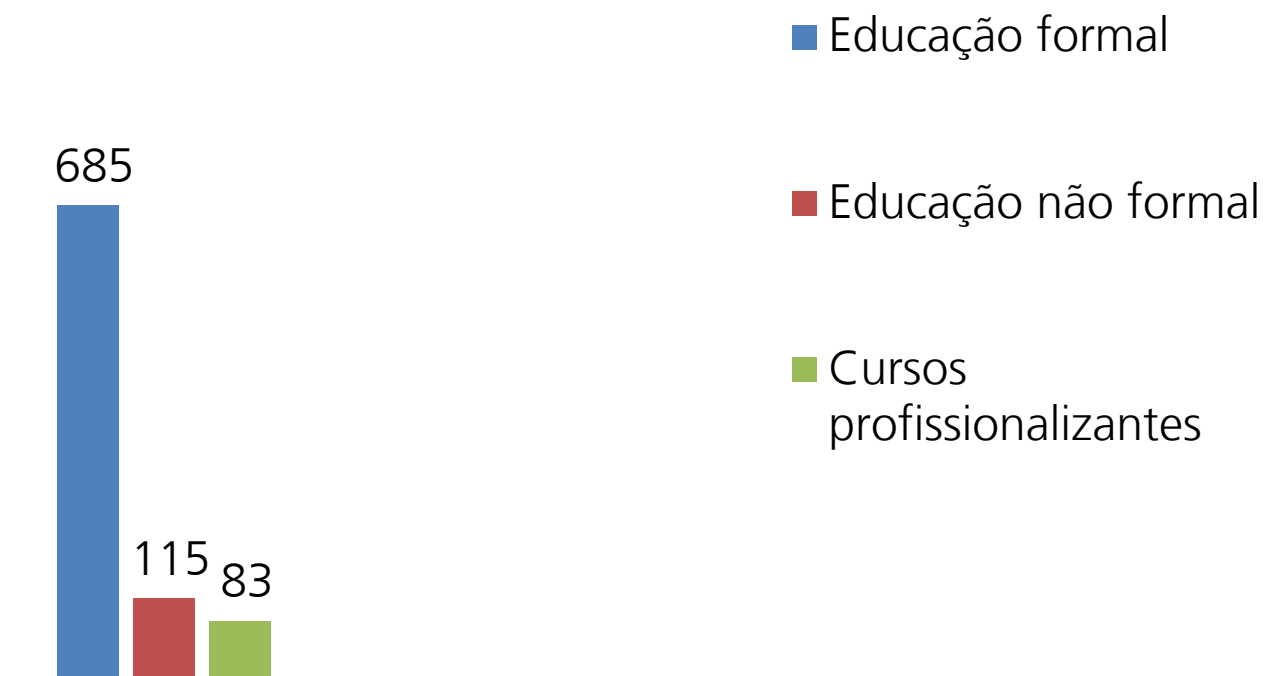 Educação formal
685
Educação não formal
Cursos
profissionalizantes
115
83